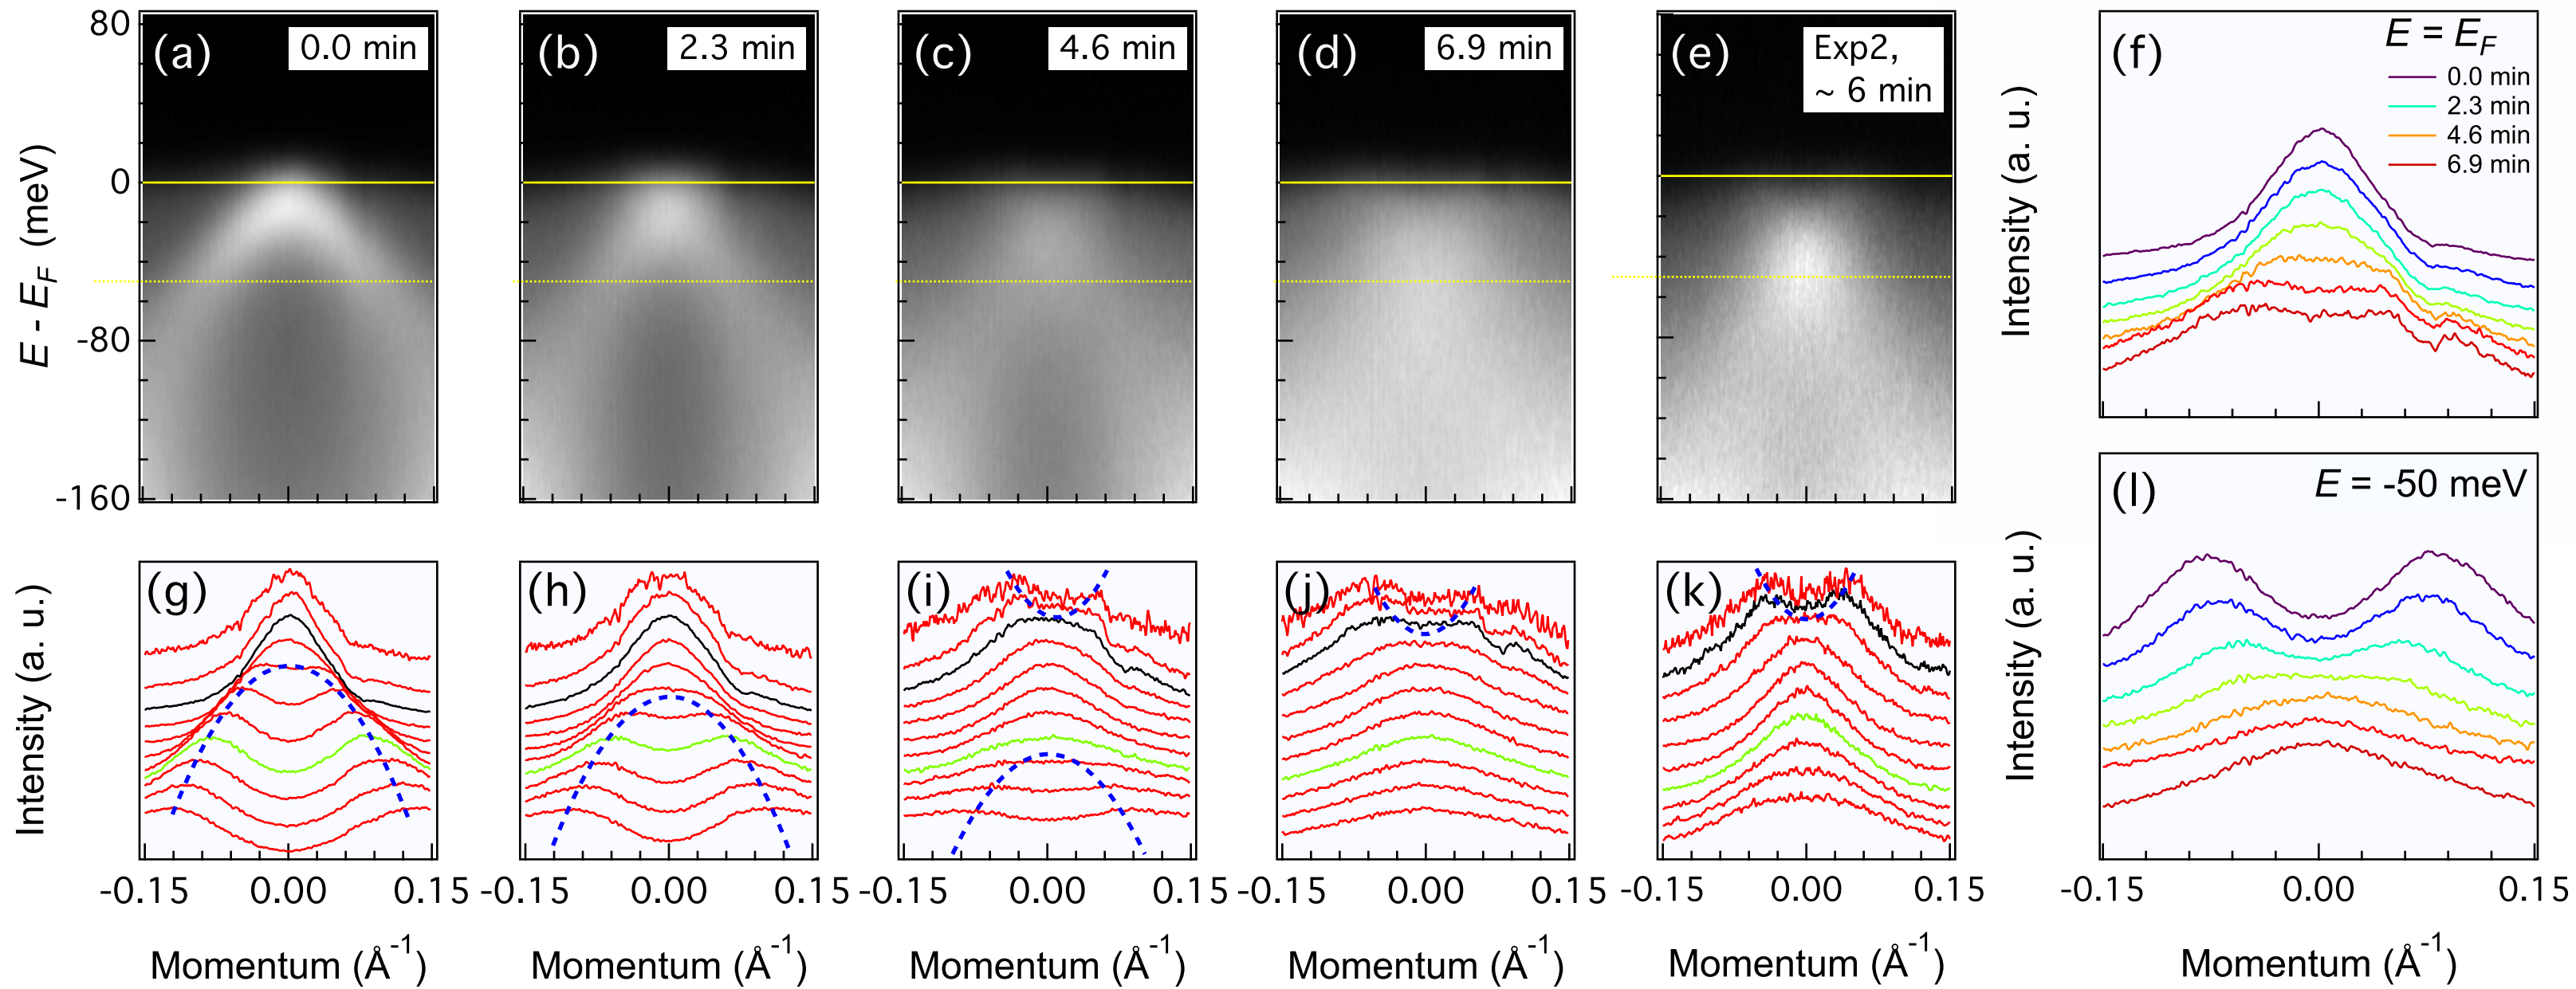 80
0
-80
-160
E - EF (meV)
(a)
0.0 min
(b)
2.3 min
(c)
4.6 min
(d)
6.9 min
(e)
Exp2,
~ 6 min
Intensity (a. u.)
(f)
E = EF
0.0 min
2.3 min
4.6 min
6.9 min
Intensity (a. u.)
(g)
(h)
(i)
(j)
(k)
Intensity (a. u.)
(l)
E = -50 meV
-0.15 0.00 0.15
-0.15 0.00 0.15
-0.15 0.00 0.15
-0.15 0.00 0.15
-0.15 0.00 0.15
-0.15 0.00 0.15
Momentum (Å-1)
Momentum (Å-1)
Momentum (Å-1)
Momentum (Å-1)
Momentum (Å-1)
Momentum (Å-1)